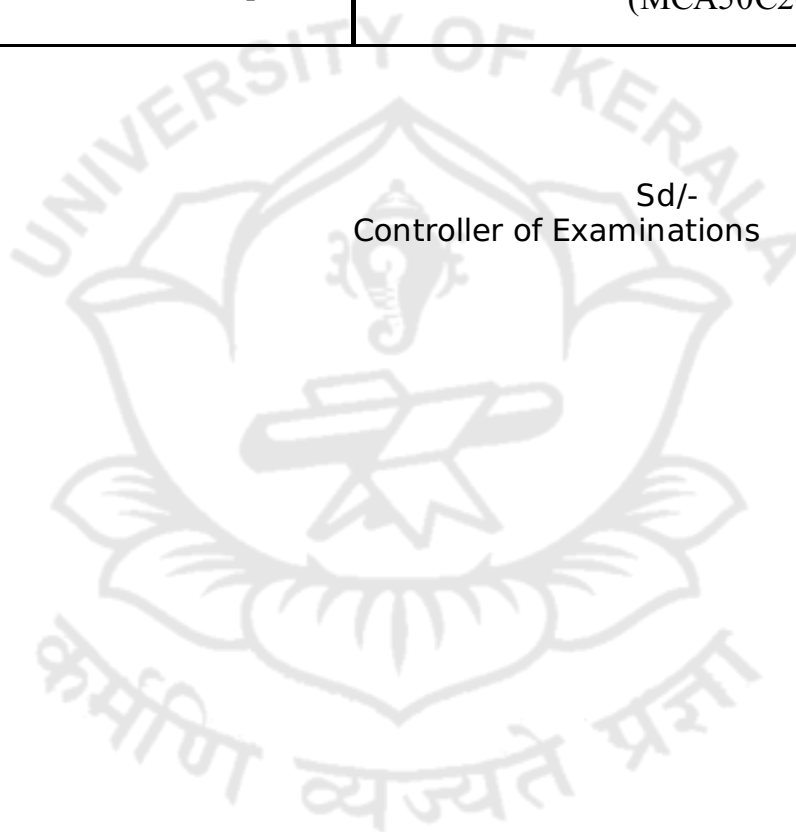 (MCA50C2
UNIVERSITY OF KERALA
Sd/-
Controller of Examinations
कर्मणि व्यज्यते प्रज्ञा